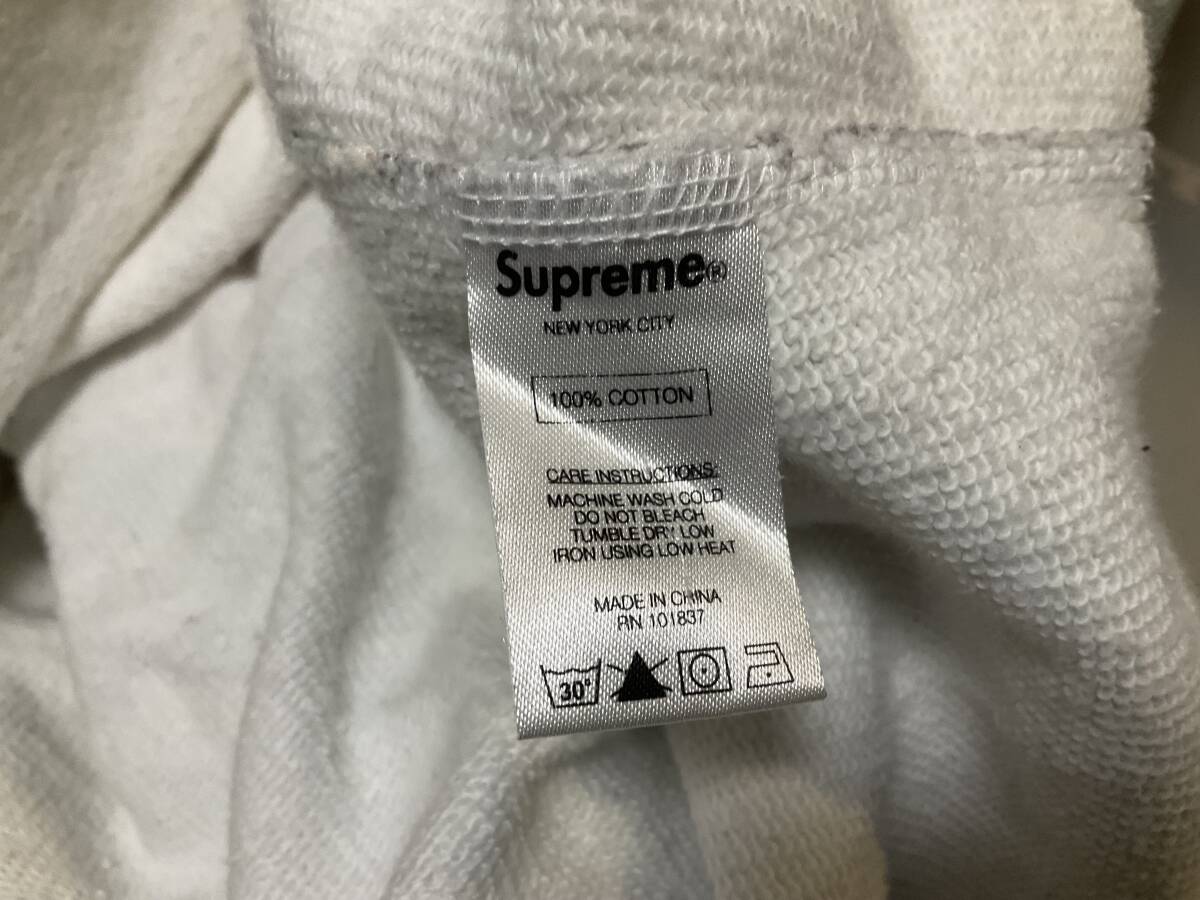 Supreme®
NEW YORK CITY
100% COTTON
CARE INSTRUCTIONS:
MACHINE WASH COLD
DO NOT BLEACH
TUMBLE DRY LOW
IRON USING LOW HEAT
MADE IN CHINA
RN 101837
30°